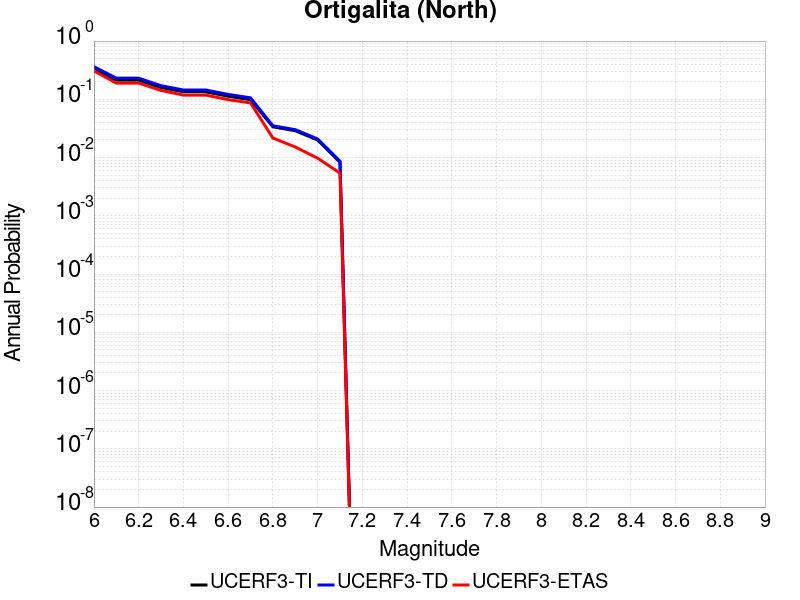 Ortigalita (North)
Annual Probability
10^0
10^-1
10^-2
10^-3
10^-4
10^-5
10^-6
10^-7
10^-8
6 6.2 6.4 6.6 6.8 7 7.2 7.4 7.6 7.8 8 8.2 8.4 8.6 8.8 9
Magnitude
UCERF3-TI UCERF3-TD UCERF3-ETAS